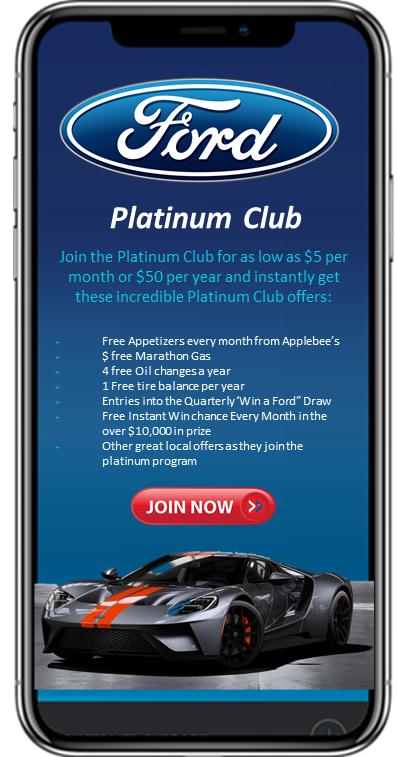 Ford
Platinum Club
Join the Platinum Club for as low as $5 per
month or $50 per year and instantly get
these incredible Platinum Club offers:
Free Appetizers every month from Applebee's
$ free Marathon Gas
4 free Oil changes a year
1 Free tire balance per year
Entries into the Quarterly 'Win a Ford" Draw
Free Instant Win chance Every Month in the
over $10,000 in prize
Other great local offers as they join the
platinum program
JOIN NOW